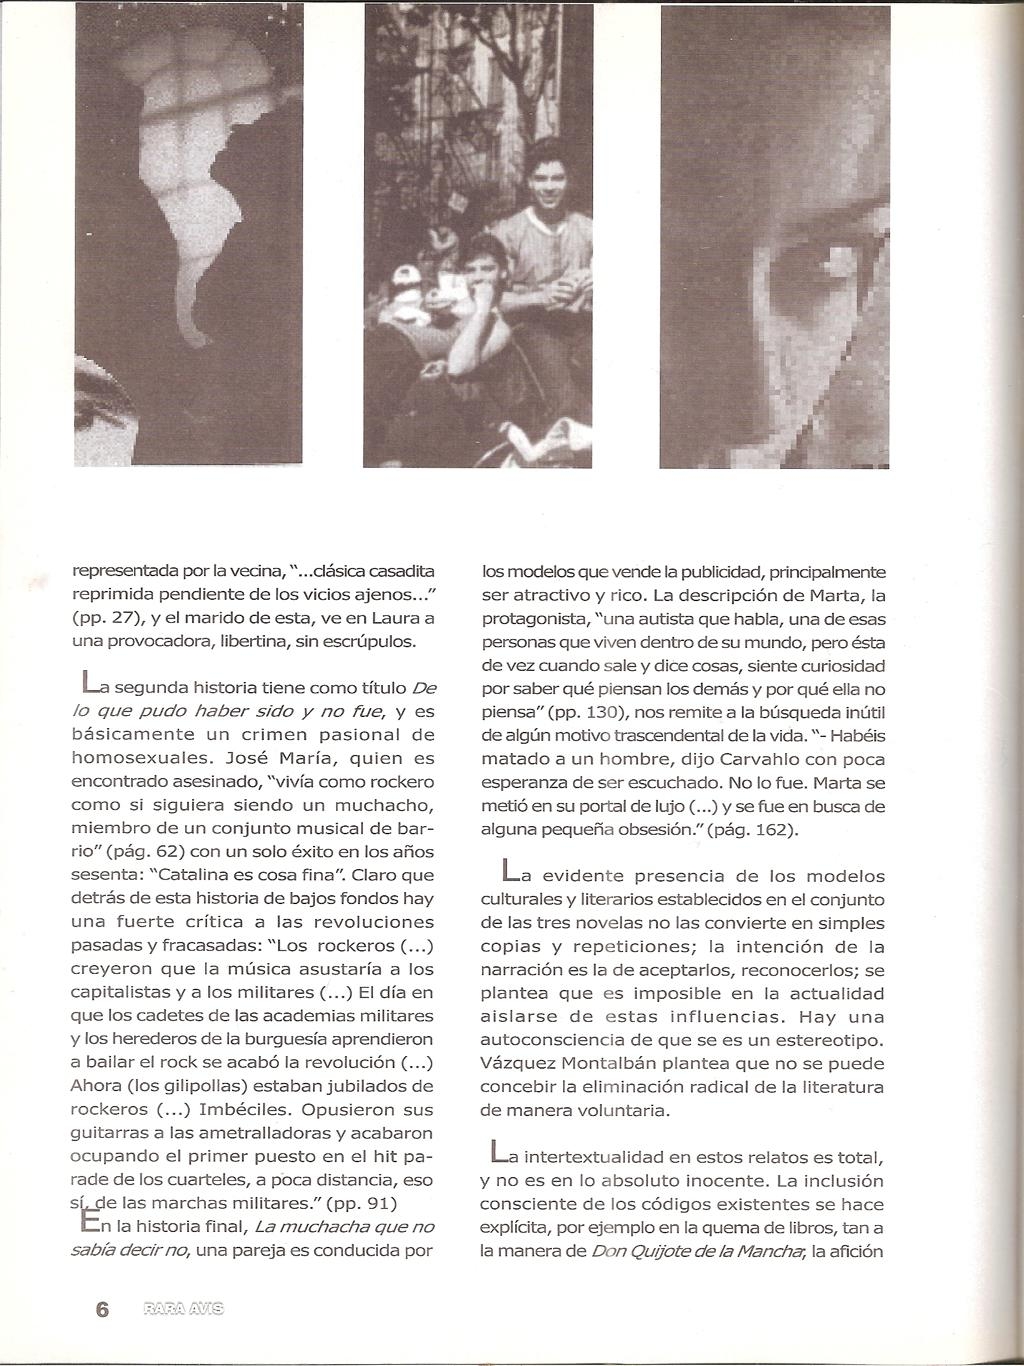 representada por la vecina, "...clásica casadita
reprimida pendiente de los vicios ajenos..."
(pp. 27), y el marido de esta, ve en Laura a
una provocadora, libertina, sin escrúpulos.
La segunda historia tiene como título De
lo que pudo haber sido y no fue, y es
básicamente un crimen pasional de
homosexuales. José María, quien es
encontrado asesinado, "vivía como rockero
como si siguiera siendo un muchacho,
miembro de un conjunto musical de bar-
rio" (pág. 62) con un solo éxito en los años
sesenta: "Catalina es cosa fina". Claro que
detrás de esta historia de bajos fondos hay
una fuerte crítica a las revoluciones
pasadas y fracasadas: "Los rockeros (...)
creyeron que la música asustaría a los
capitalistas y a los militares (...) El día en
que los cadetes de las academias militares
y los herederos de la burguesía aprendieron
a bailar el rock se acabó la revolución (...)
Ahora (los gilipollas) estaban jubilados de
rockeros (...) Imbéciles. Opusieron sus
guitarras a las ametralladoras y acabaron
ocupando el primer puesto en el hit pa-
rade de los cuarteles, a poca distancia, eso
sí, de las marchas militares." (pp. 91)
En la historia final, La muchacha que no
sabía decir no, una pareja es conducida por
los modelos que vende la publicidad, principalmente
ser atractivo y rico. La descripción de Marta, la
protagonista, "una autista que habla, una de esas
personas que viven dentro de su mundo, pero ésta
de vez cuando sale y dice cosas, siente curiosidad
por saber qué piensan los demás y por qué ella no
piensa" (pp. 130), nos remite a la búsqueda inútil
de algún motivo trascendental de la vida. "- Habéis
matado a un hombre, dijo Carvahlo con poca
esperanza de ser escuchado. No lo fue. Marta se
metió en su portal de lujo (...) y se fue en busca de
alguna pequeña obsesión." (pág. 162).
La evidente presencia de los modelos
culturales y literarios establecidos en el conjunto
de las tres novelas no las convierte en simples
copias y repeticiones; la intención de la
narración es la de aceptarlos, reconocerlos; se
plantea que es imposible en la actualidad
aislarse de estas influencias. Hay una
autoconsciencia de que se es un estereotipo.
Vázquez Montalbán plantea que no se puede
concebir la eliminación radical de la literatura
de manera voluntaria.
La intertextualidad en estos relatos es total,
y no es en lo absoluto inocente. La inclusión
consciente de los códigos existentes se hace
explícita, por ejemplo en la quema de libros, tan a
la manera de Don Quijote de la Mancha; la afición
6 RARA AVIS